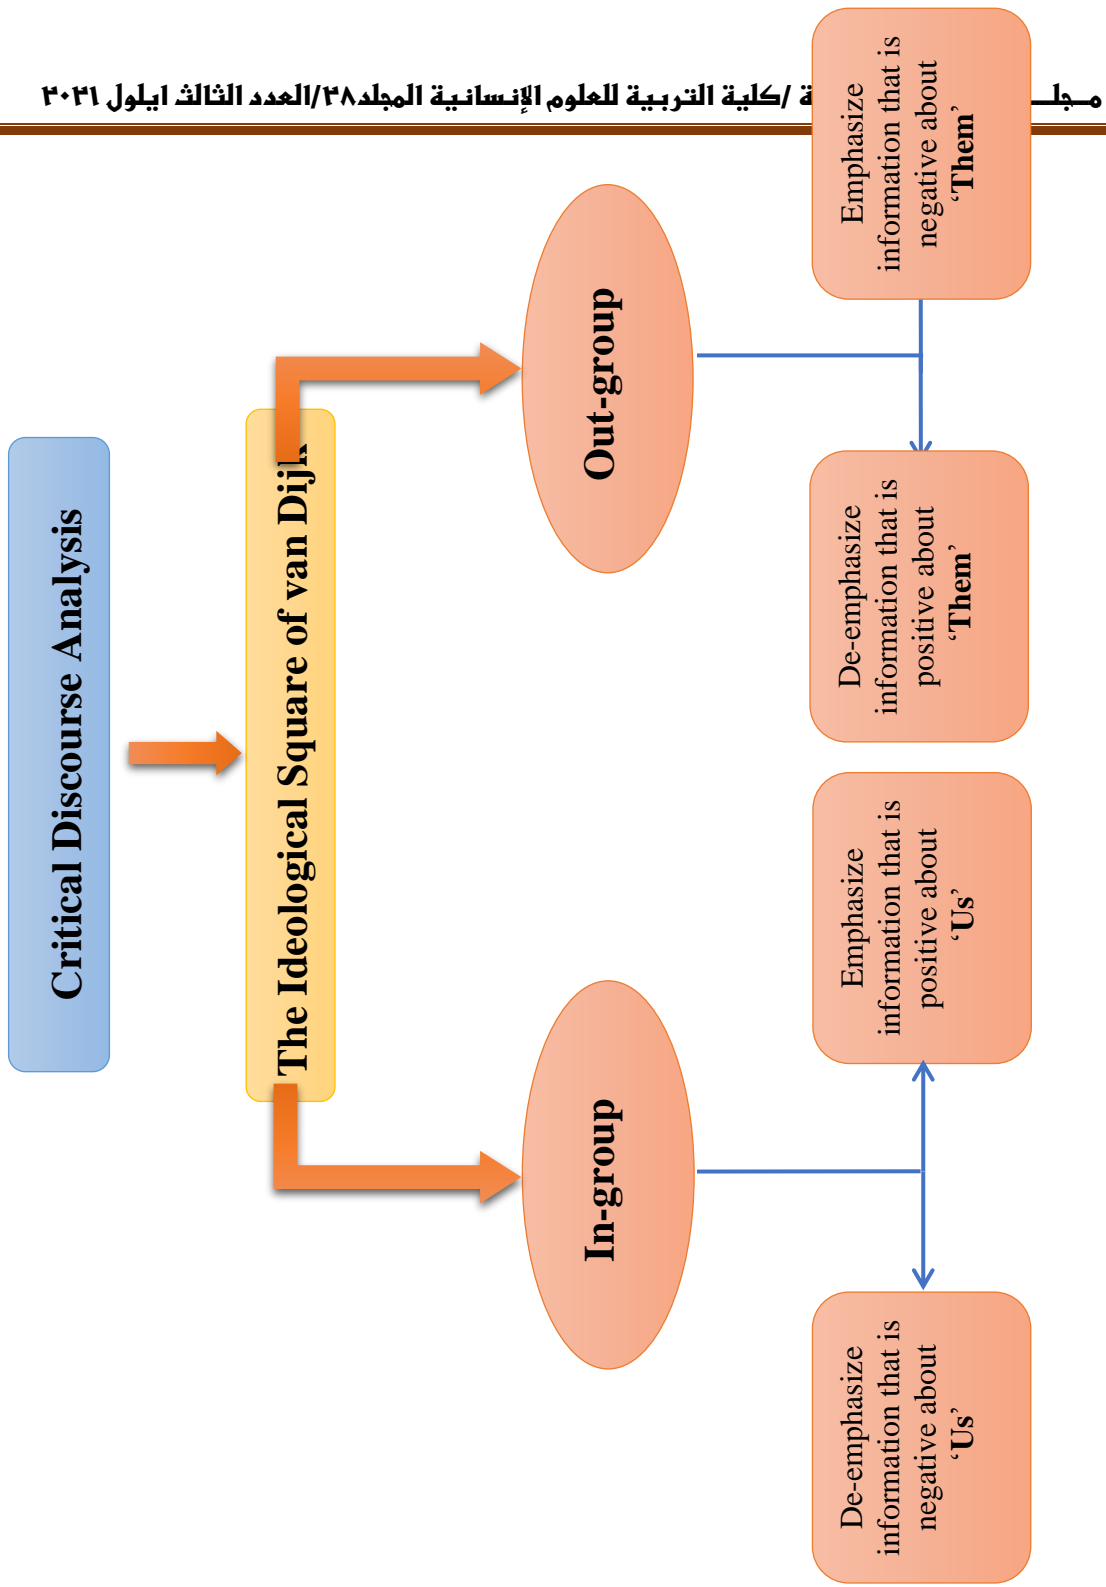 مـجلـــ
ة /كلية التربية للعلوم الإنسانية المجلد٢٨/العدد الثالث ايلول ٢٠٢١
Critical Discourse Analysis
The Ideological Square of van Dijk
In-group
Out-group
De-emphasize
information that is
negative about
‘Us’
Emphasize
information that is
positive about
‘Us’
De-emphasize
information that is
positive about
‘Them’
Emphasize
information that is
negative about
‘Them’